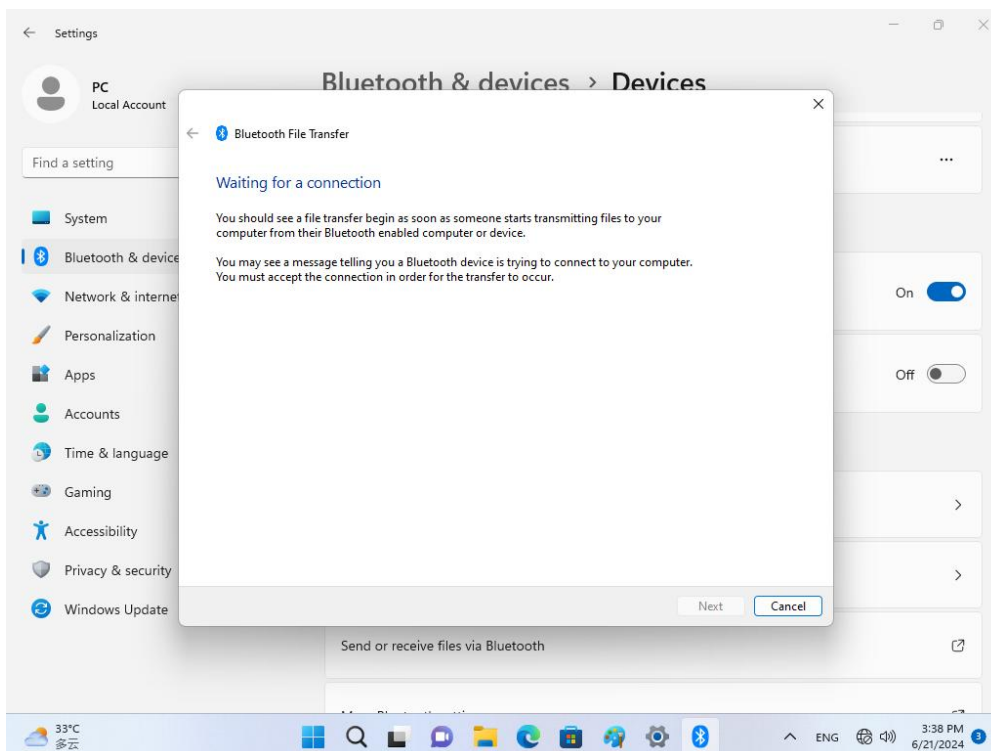 Settings
PC
Local Account
Find a setting
System
Bluetooth & device
Network & interne
Personalization
Apps
Accounts
Time & language
Gaming
Accessibility
Privacy & security
Windows Update
Bluetooth & devices > Devices
Bluetooth File Transfer
Waiting for a connection
You should see a file transfer begin as soon as someone starts transmitting files to your
computer from their Bluetooth enabled computer or device.
You may see a message telling you a Bluetooth device is trying to connect to your computer.
You must accept the connection in order for the transfer to occur.
Next Cancel
On
Off
Send or receive files via Bluetooth
33°C
多云
ENG
3:38 PM
6/21/2024
3